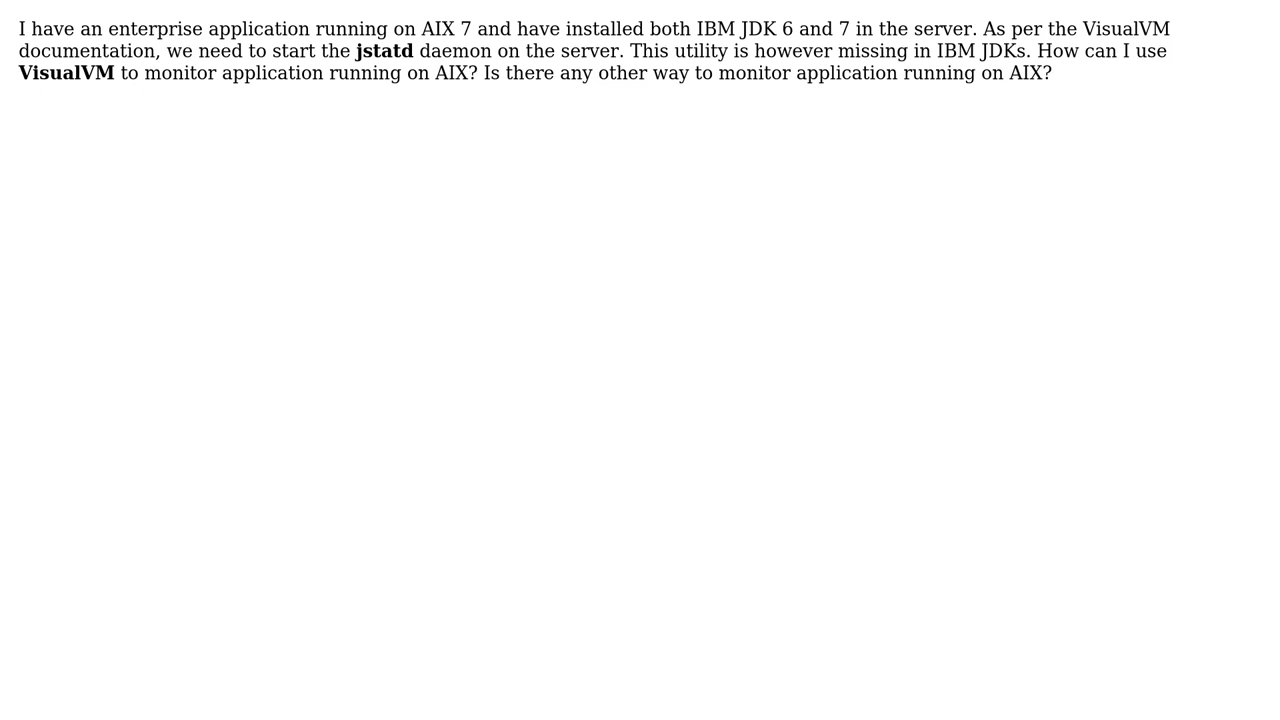 I have an enterprise application running on AIX 7 and have installed both IBM JDK 6 and 7 in the server. As per the VisualVM
documentation, we need to start the jstatd daemon on the server. This utility is however missing in IBM JDKs. How can I use
VisualVM to monitor application running on AIX? Is there any other way to monitor application running on AIX?